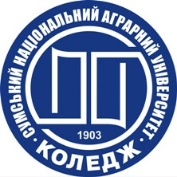 СУМСЬКИЙ НАЦІОНАЛЬНИЙ АГРАРНИЙ УНІВЕРСИТЕТ
1903
· КОЛЕДЖ ·